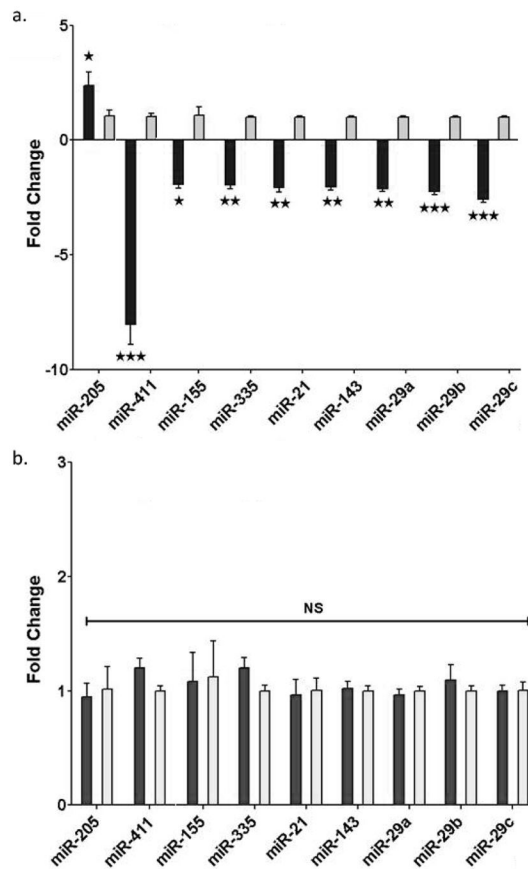 a.
5
★
0
★ ★★ ★★ ★★ ★★ ★★★ ★★★
-5
★★★
-10
Fold Change
miR-205 miR-411 miR-155 miR-335 miR-21 miR-143 miR-29a miR-29b miR-29c
b.
3
2
NS
1
0
Fold Change
miR-205 miR-411 miR-155 miR-335 miR-21 miR-143 miR-29a miR-29b miR-29c